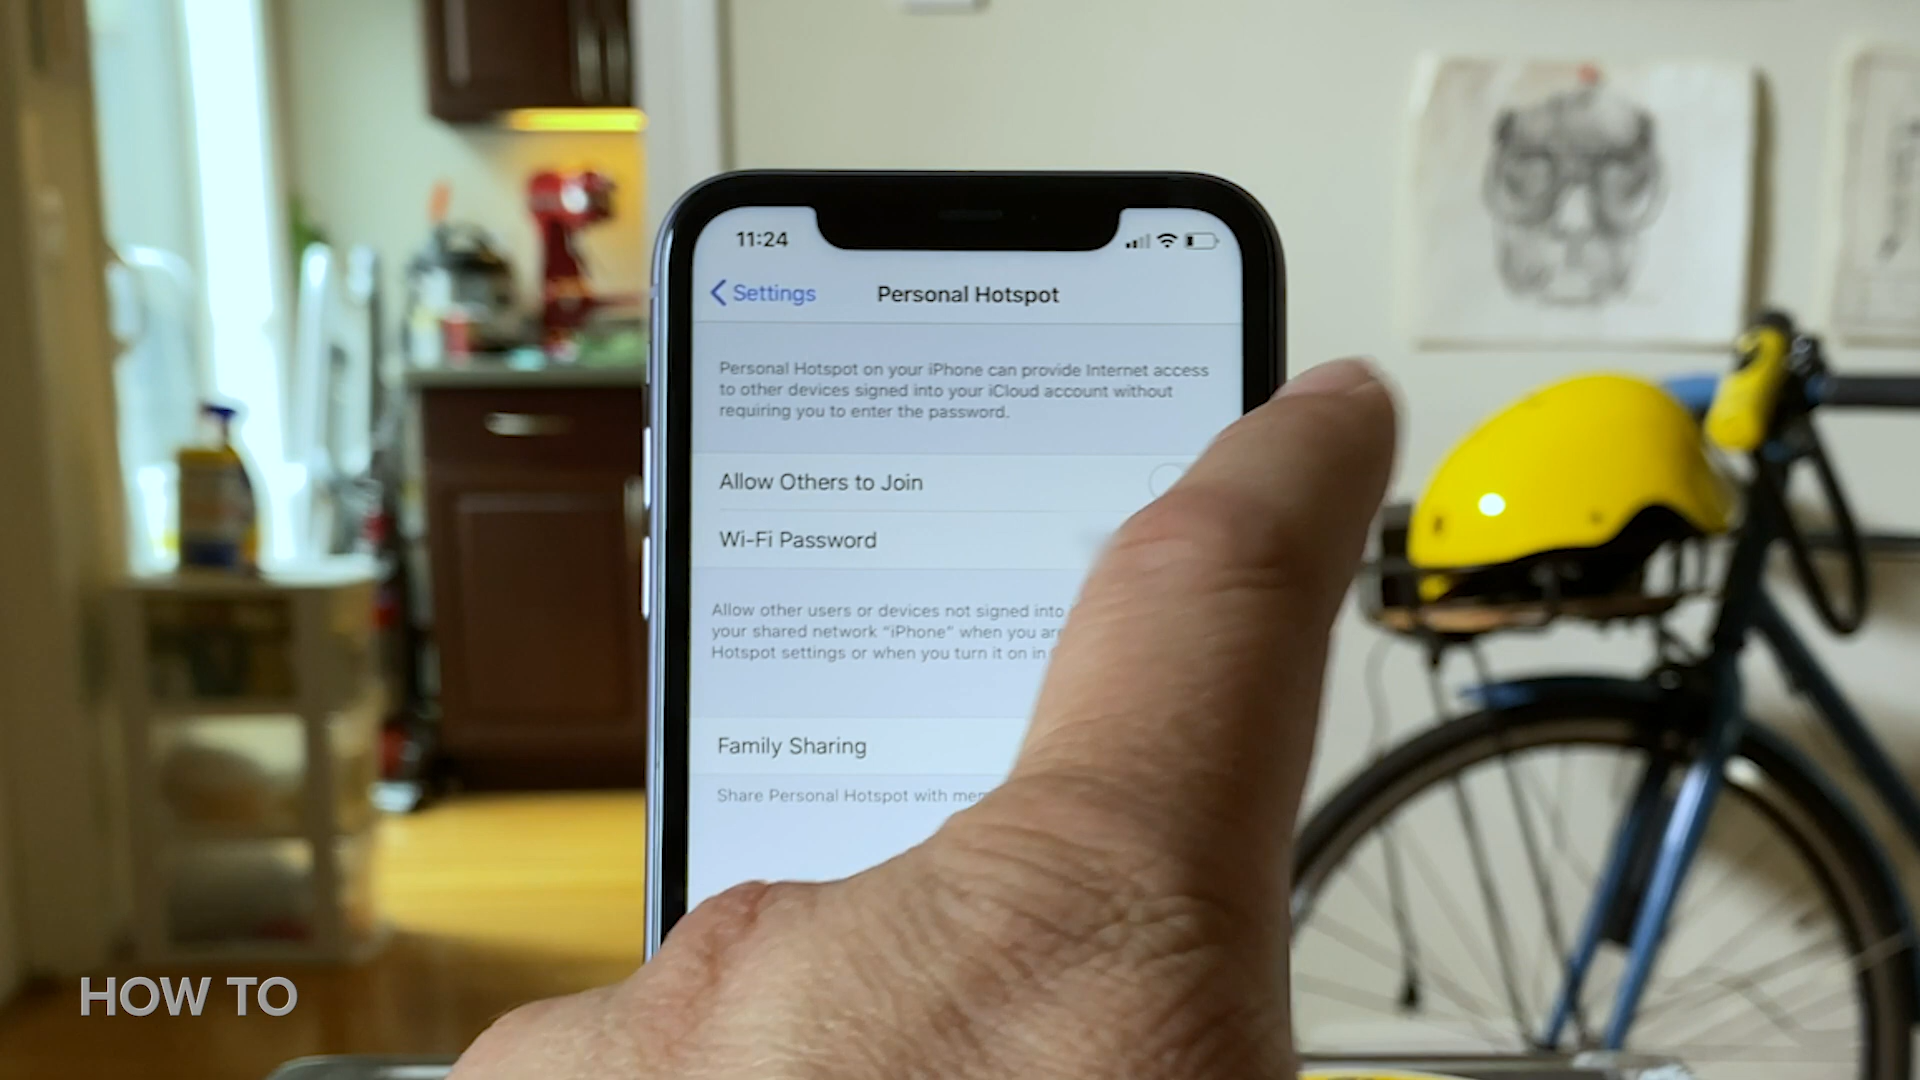 11:24
Settings
Personal Hotspot
Personal Hotspot on your iPhone can provide Internet access
to other devices signed into your iCloud account without
requiring you to enter the password.
Allow Others to Join
Wi-Fi Password
Allow other users or devices not signed into
your shared network “iPhone” when you are
Hotspot settings or when you turn it on in
Family Sharing
Share Personal Hotspot with
HOW TO